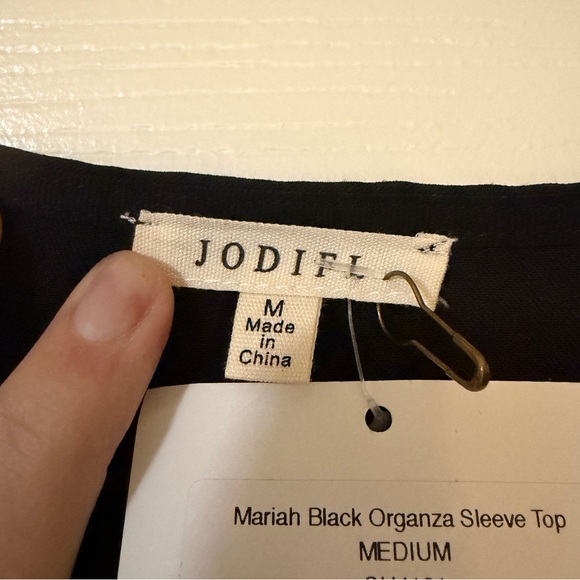 JODIFL
M
Made
in
China
Mariah Black Organza Sleeve Top
MEDIUM